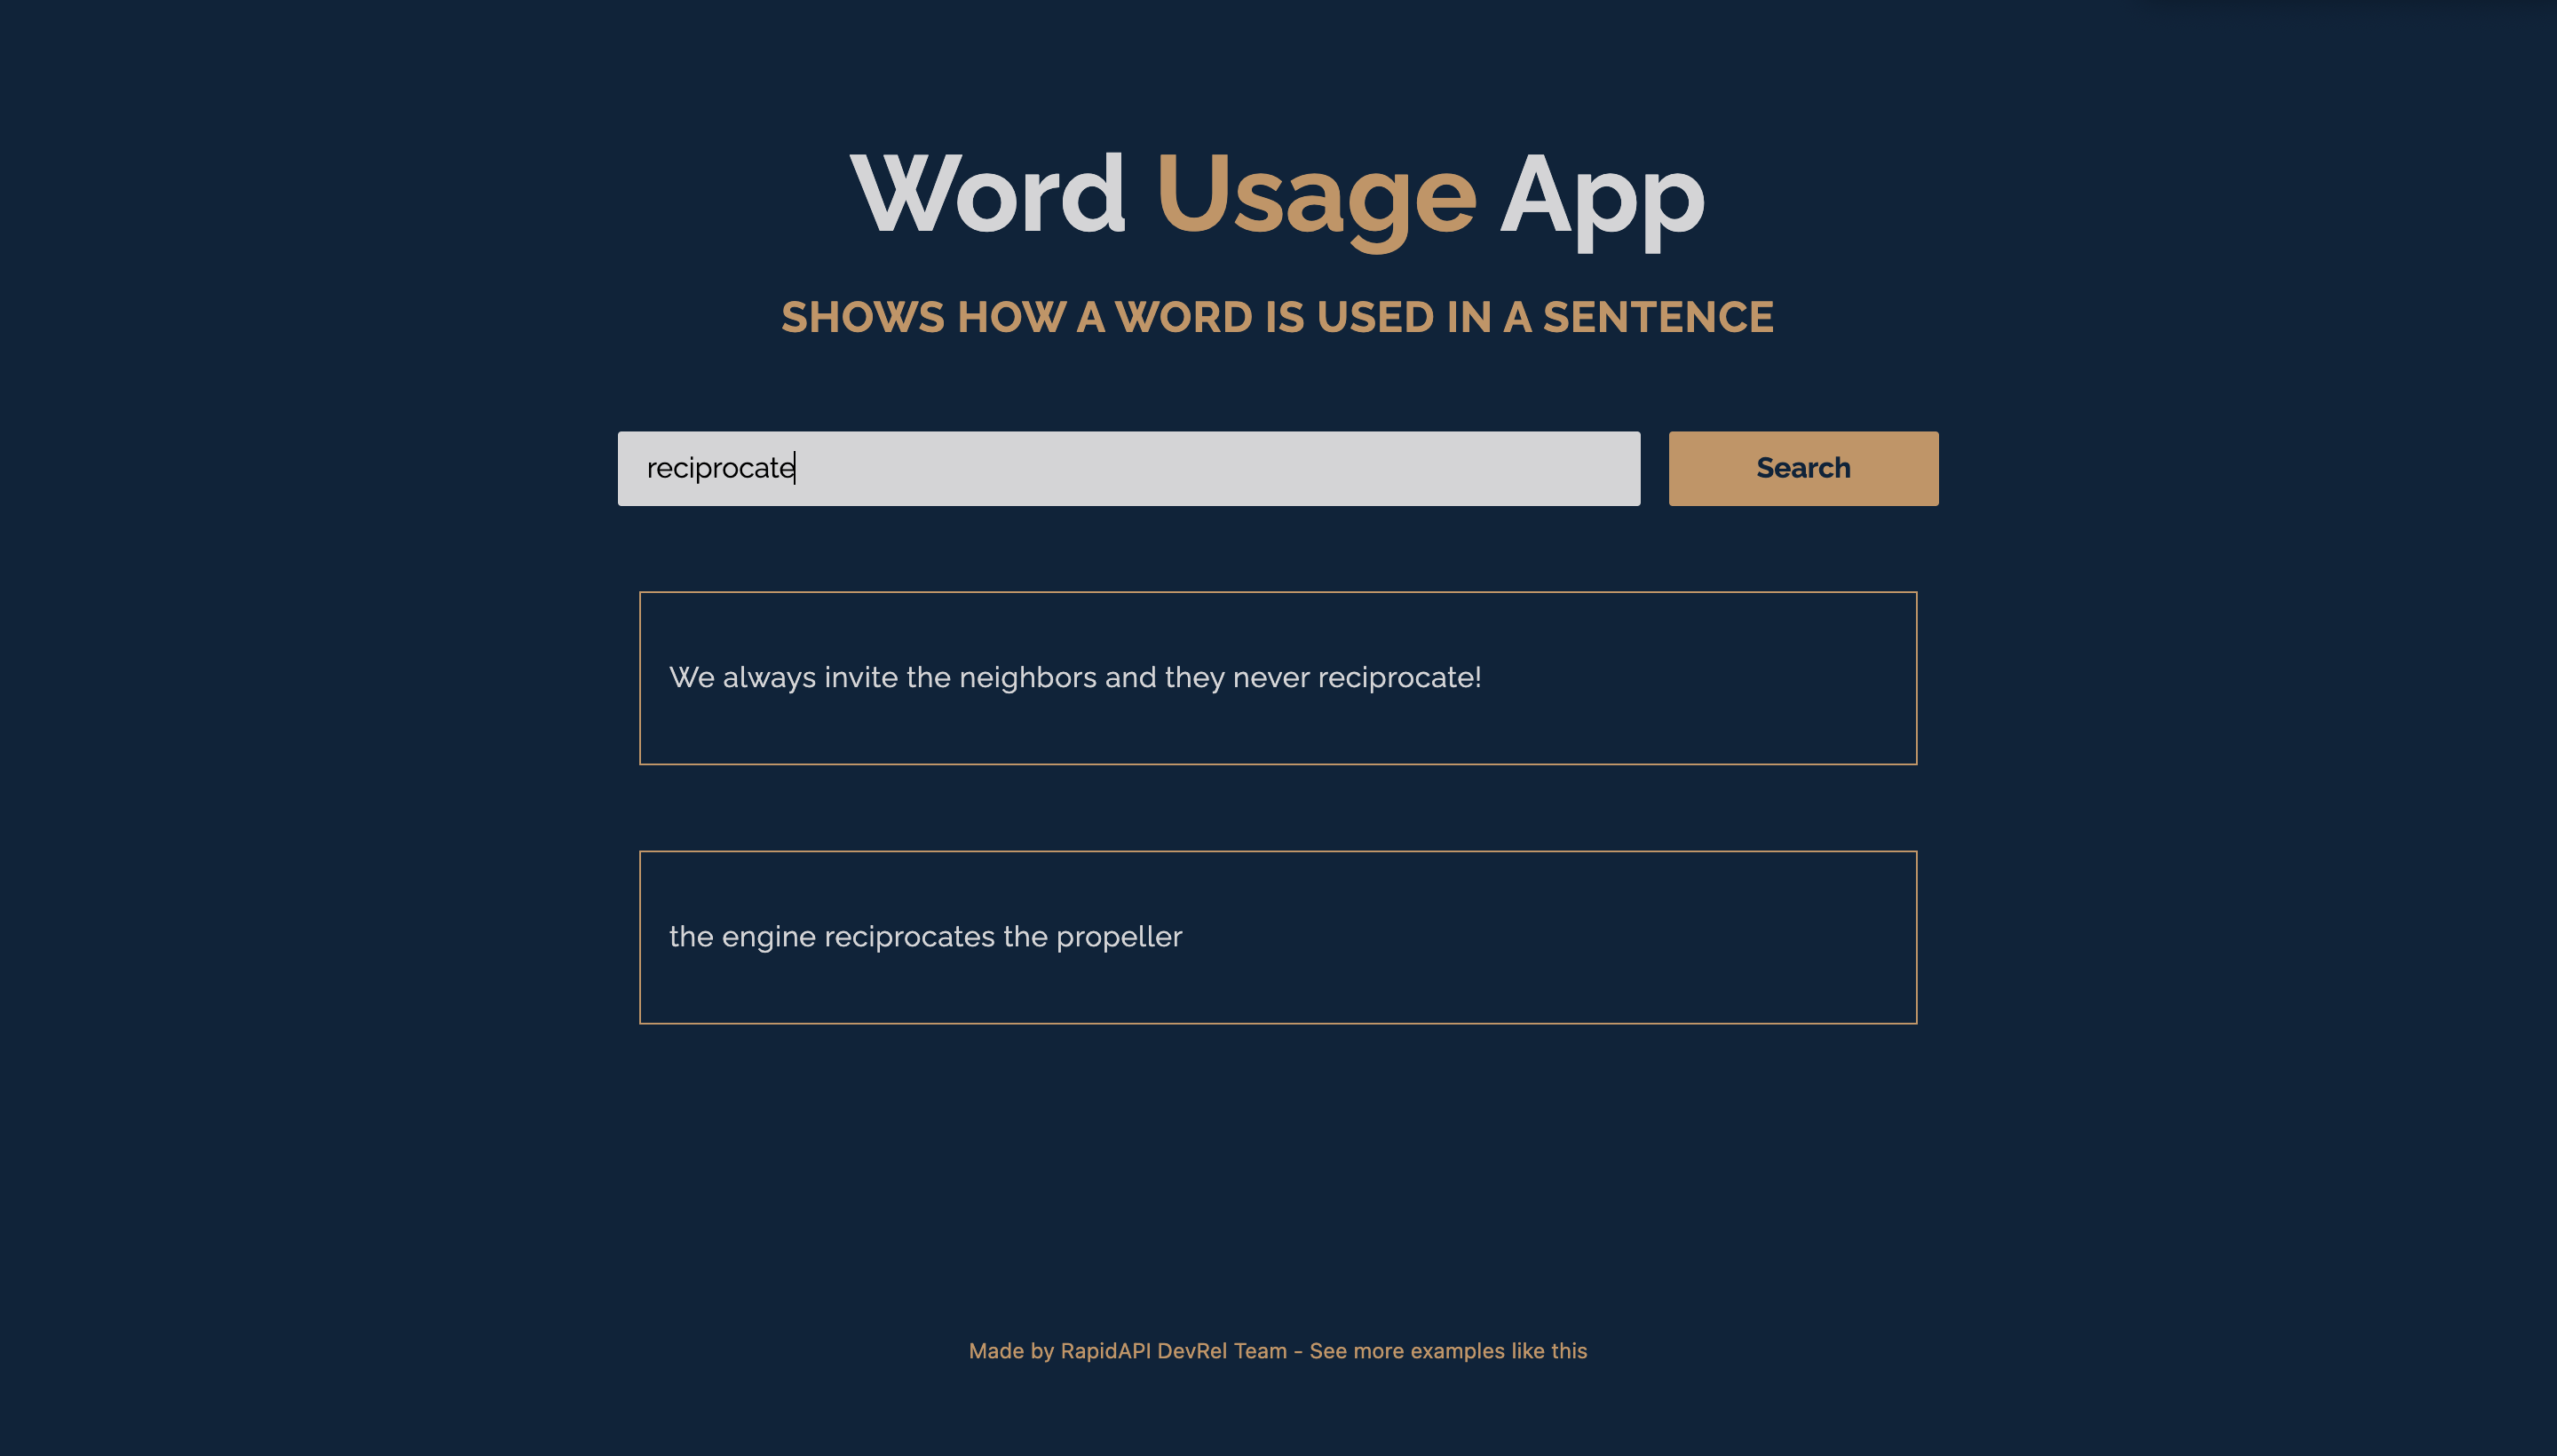 Word Usage App
SHOWS HOW A WORD IS USED IN A SENTENCE
reciprocate
Search
We always invite the neighbors and they never reciprocate!
the engine reciprocates the propeller
Made by RapidAPI DevRel Team - See more examples like this